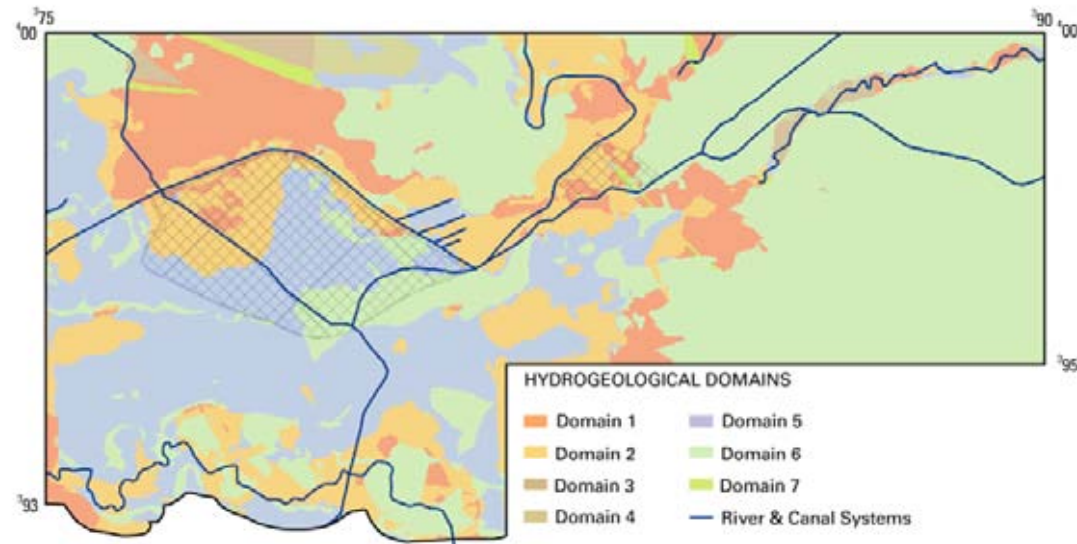 ³75
³90
⁴00
⁴00
³95
³93
HYDROGEOLOGICAL DOMAINS
Domain 1
Domain 2
Domain 3
Domain 4
Domain 5
Domain 6
Domain 7
River & Canal Systems